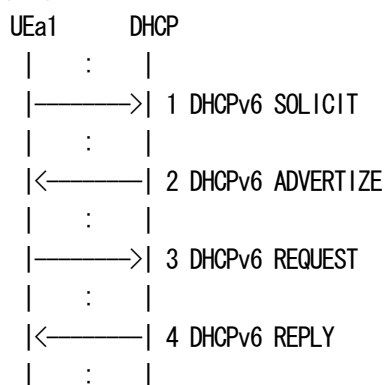 UEa1 DHCP
| : |
|--------->| 1 DHCPv6 SOLICIT
| : |
|<---------| 2 DHCPv6 ADVERTIZE
| : |
|--------->| 3 DHCPv6 REQUEST
| : |
|<---------| 4 DHCPv6 REPLY
| : |